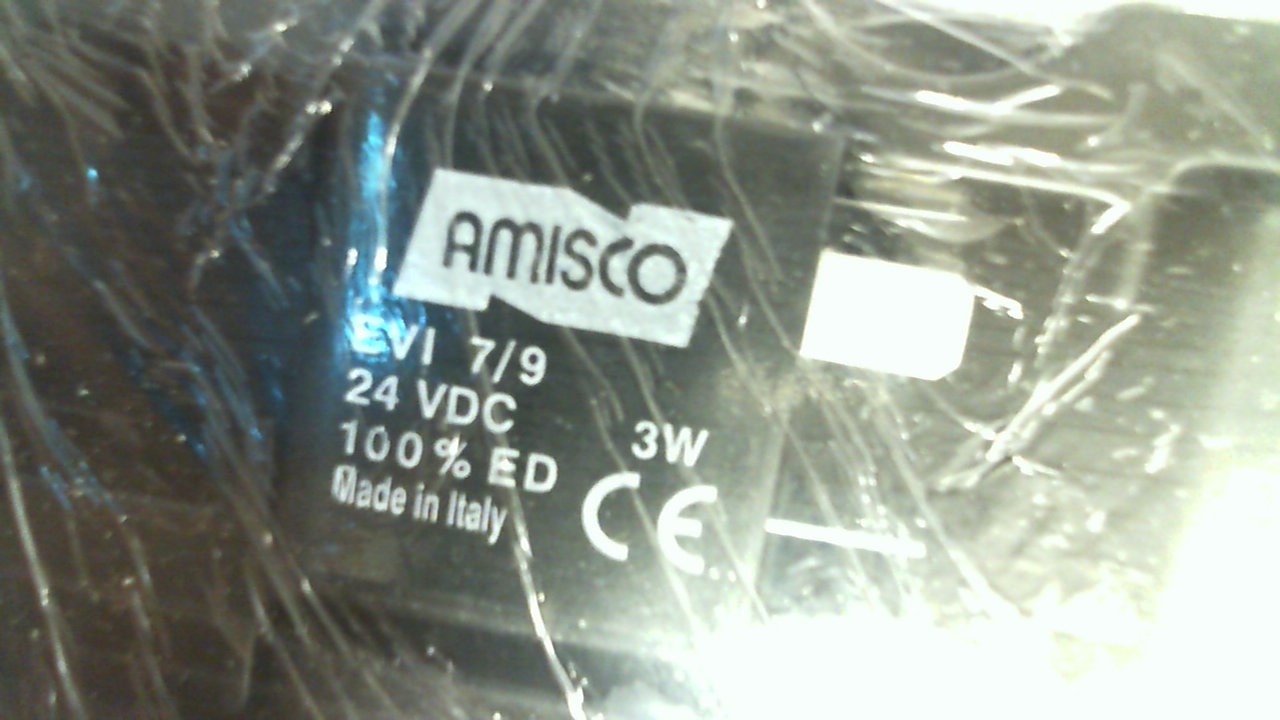 AMISCO
EVI 7/9
24 VDC
100% ED 3W
Made in Italy CE